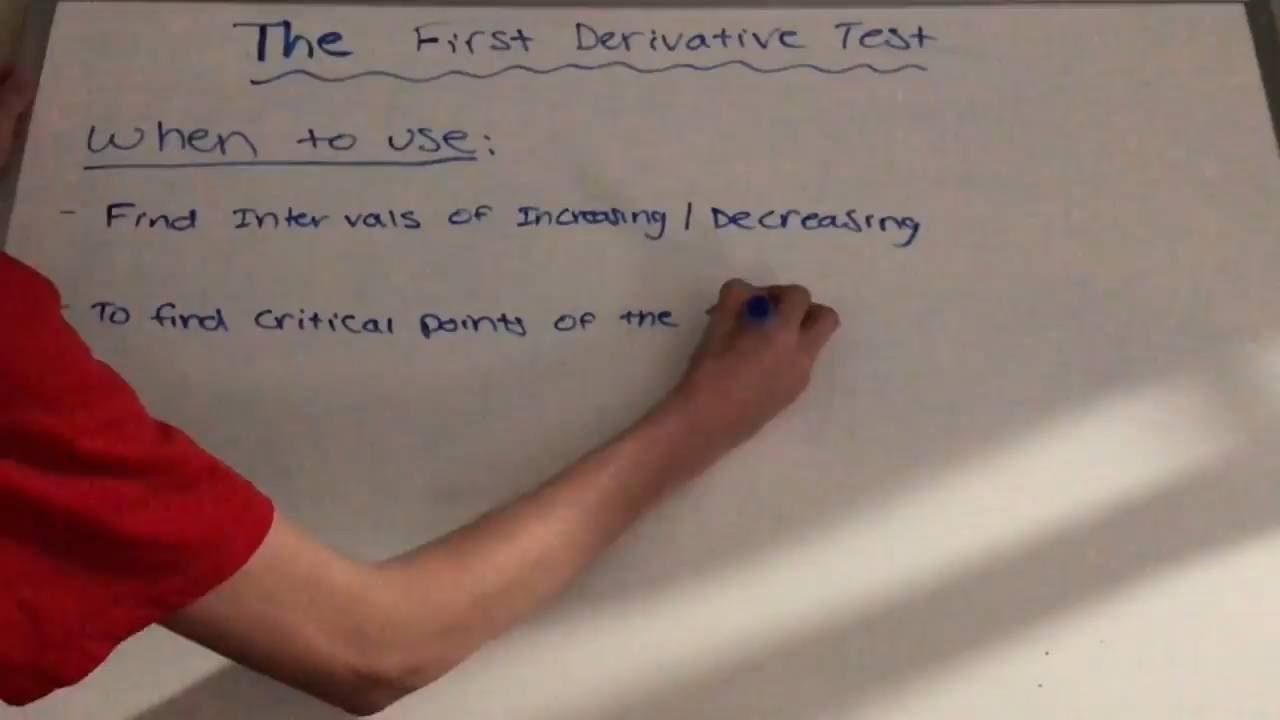 The First Derivative Test
When to use:
- Find Intervals of Increasing / Decreasing
- To find critical points of the